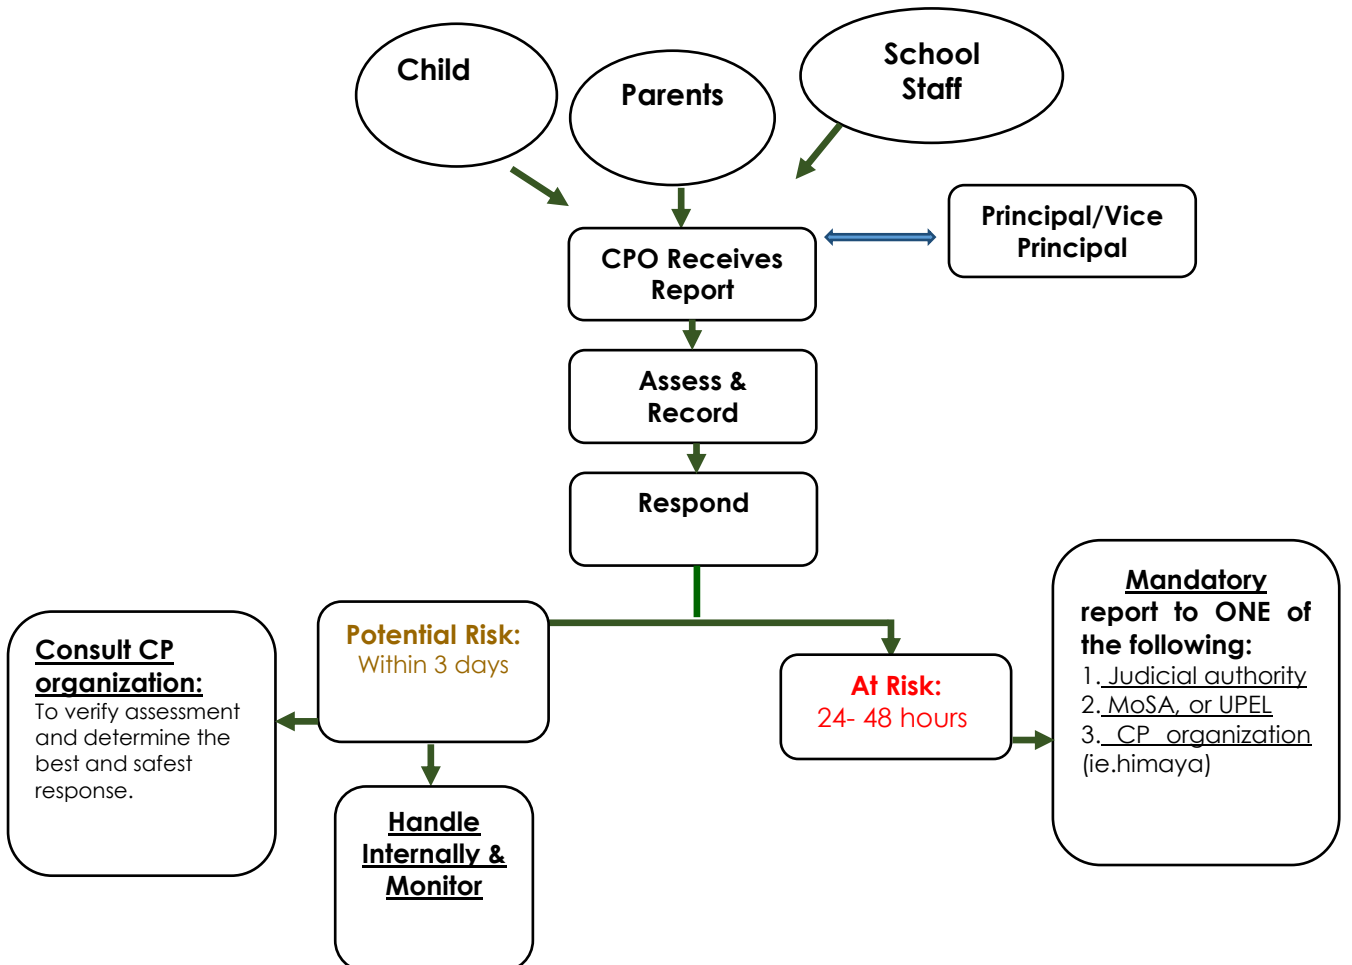 Child
Parents
School
Staff
Principal/Vice
Principal
CPO Receives
Report
Assess &
Record
Respond
Consult CP
organization:
To verify assessment
and determine the
best and safest
response.
Potential Risk:
Within 3 days
Handle
Internally &
Monitor
At Risk:
24- 48 hours
Mandatory
report to ONE of
the following:
1. Judicial authority
2. MoSA, or UPEL
3. CP organization
(ie.himaya)